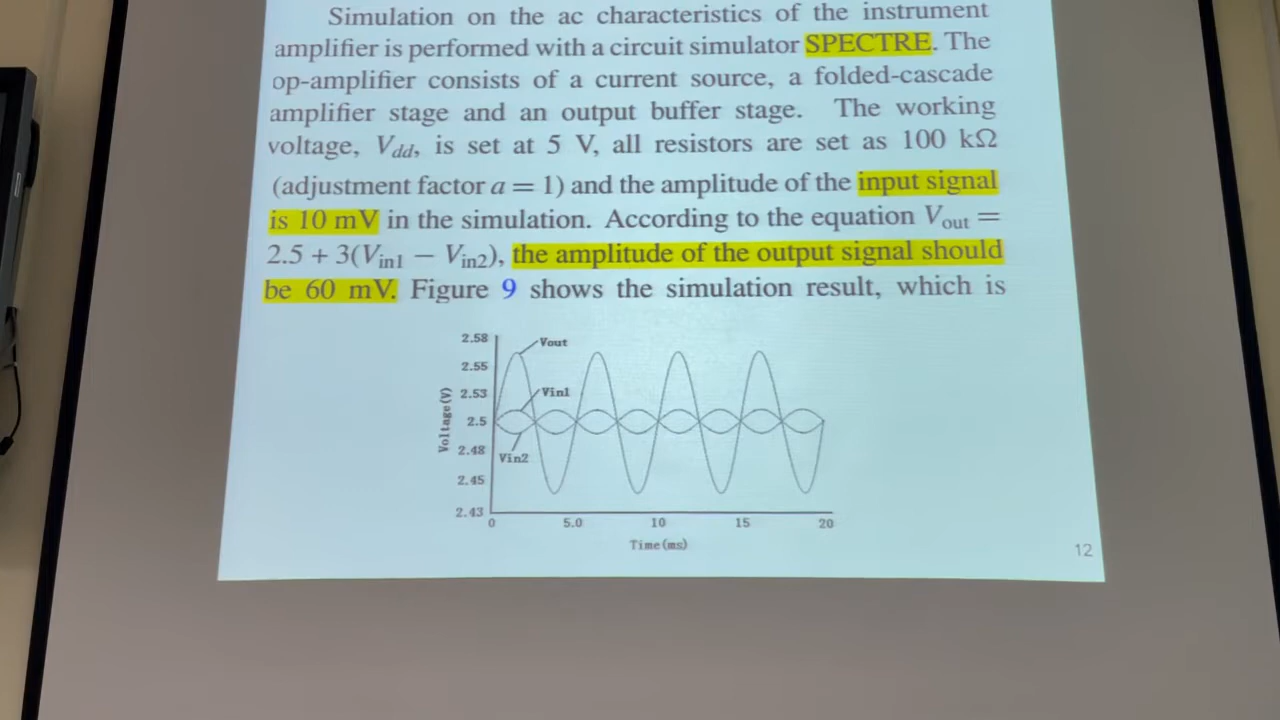 Simulation on the ac characteristics of the instrument
amplifier is performed with a circuit simulator SPECTRE. The
op-amplifier consists of a current source, a folded-cascade
amplifier stage and an output buffer stage. The working
voltage, Vdd, is set at 5 V, all resistors are set as 100 kΩ
(adjustment factor a = 1) and the amplitude of the input signal
is 10 mV in the simulation. According to the equation Vout =
2.5 + 3(Vin1 − Vin2), the amplitude of the output signal should
be 60 mV. Figure 9 shows the simulation result, which is
2.58
Vout
2.55
2.53
Vin1
2.5
2.48
Vin2
2.45
2.43
Voltage(V)
0 5.0 10 15 20
Time(ms)
12